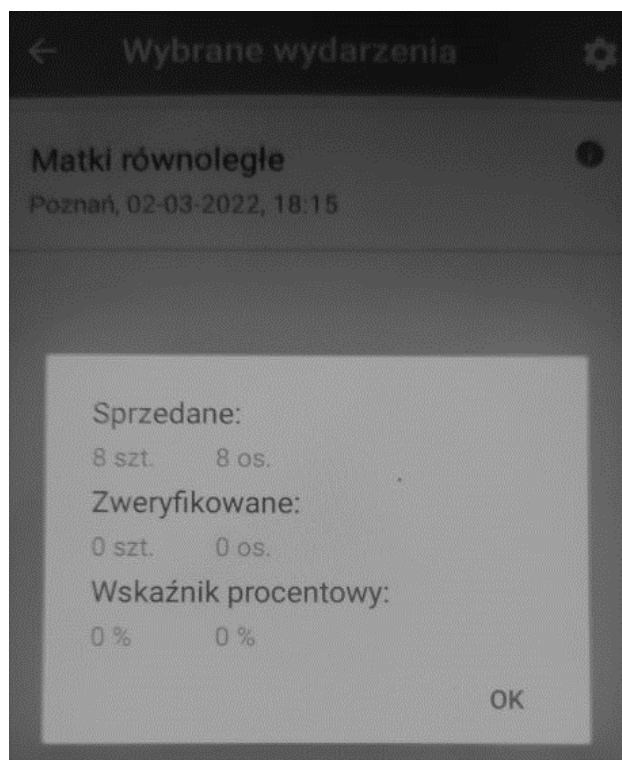 Wybrane wydarzenia
Matki równoległe
Poznań, 02-03-2022, 18:15
Sprzedane:
8 szt. 8 os.
Zweryfikowane:
0 szt. 0 os.
Wskaźnik procentowy:
0 % 0 %
OK